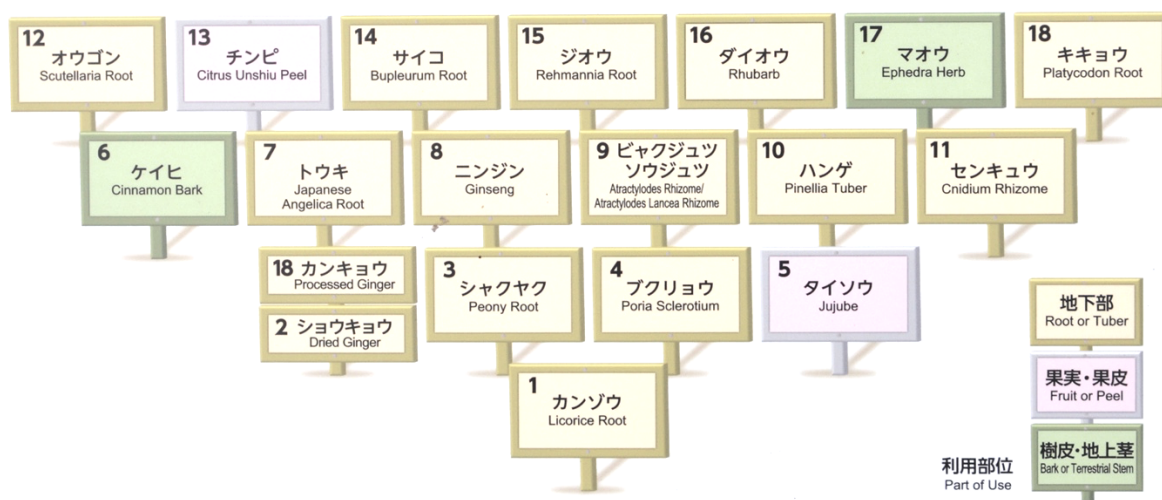 12
オウゴン
Scutellaria Root
13
チンピ
Citrus Unshiu Peel
14
サイコ
Bupleurum Root
15
ジオウ
Rehmannia Root
16
ダイオウ
Rhubarb
17
マオウ
Ephedra Herb
18
キキョウ
Platycodon Root
6
ケイヒ
Cinnamon Bark
7
トウキ
Japanese
Angelica Root
8
ニンジン
Ginseng
9 ビャクジュツ
ソウジュツ
Atractylodes Rhizome/
Atractylodes Lancea Rhizome
10
ハンゲ
Pinellia Tuber
11
センキュウ
Cnidium Rhizome
18 カンキョウ
Processed Ginger
2 ショウキョウ
Dried Ginger
3
シャクヤク
Peony Root
4
ブクリョウ
Poria Sclerotium
5
タイソウ
Jujube
1
カンゾウ
Licorice Root
地下部
Root or Tuber
果実・果皮
Fruit or Peel
樹皮・地上茎
Bark or Terrestrial Stem
利用部位
Part of Use